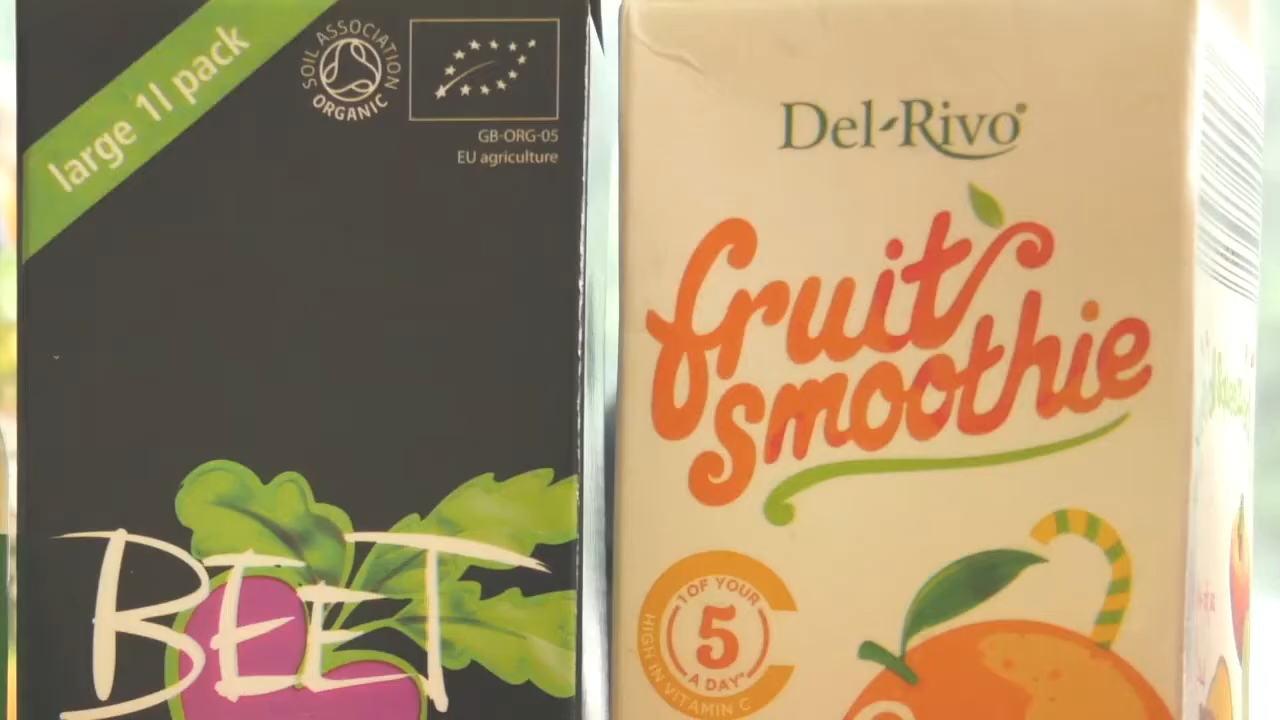 large 1l pack
SOIL ASSOCIATION
ORGANIC
GB-ORG-05
EU agriculture
BEET
Del-Rivo
fruit
smoothie
1 OF YOUR
5
A DAY*
HIGH IN VITAMIN C